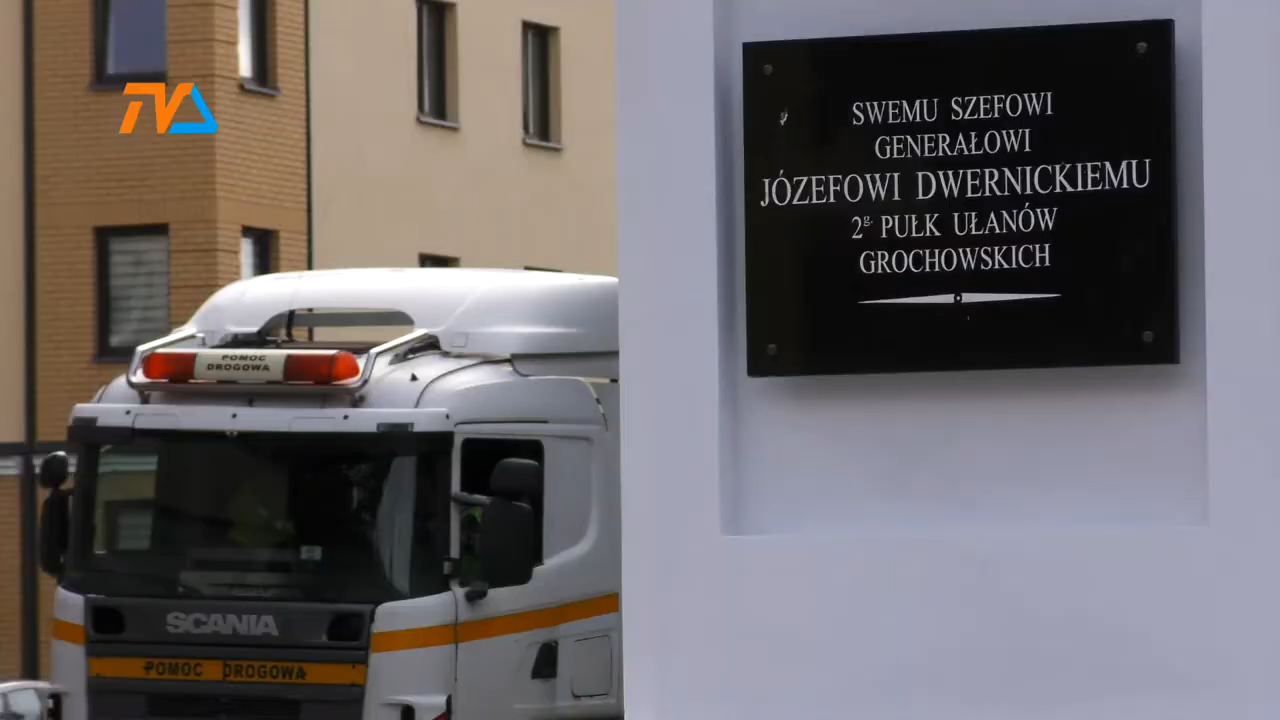 TVA
SWEMU SZEFOWI
GENERAŁOWI
JÓZEFOWI DWERNICKIEMU
2g. PUŁK UŁANÓW
GROCHOWSKICH
POMOC
DROGOWA
SCANIA
POMOC DROGOWA